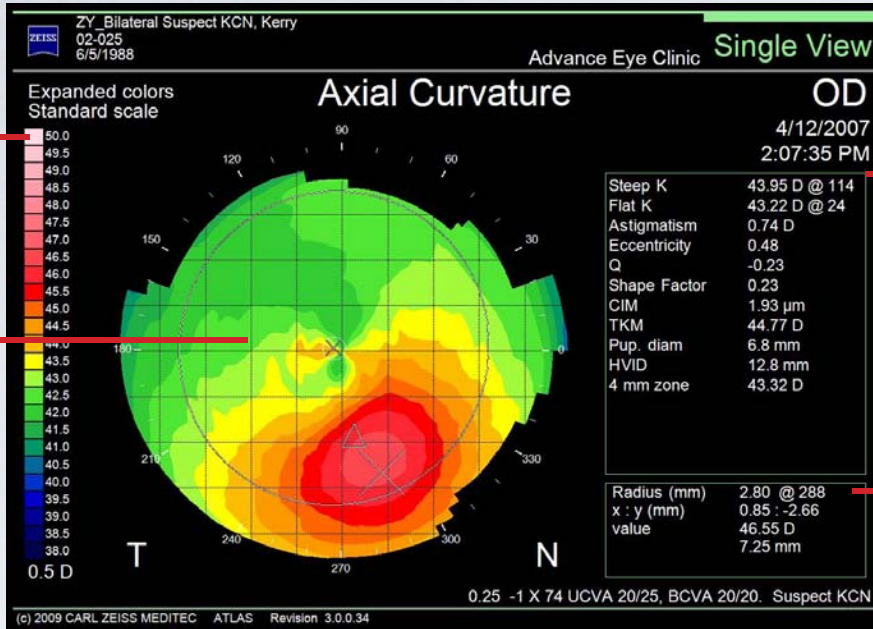 ZEISS
ZY_Bilateral Suspect KCN, Kerry
02-025
6/5/1988
Advance Eye Clinic
Single View
Expanded colors
Standard scale
Axial Curvature
OD
4/12/2007
2:07:35 PM
50.0
49.5
49.0
48.5
48.0
47.5
47.0
46.5
46.0
45.5
45.0
44.5
44.0
43.5
43.0
42.5
42.0
41.5
41.0
40.5
40.0
39.5
39.0
38.5
38.0
0.5 D
90
120
60
150
30
180
0
210
330
240
300
270
T
N
Steep K 43.95 D @ 114
Flat K 43.22 D @ 24
Astigmatism 0.74 D
Eccentricity 0.48
Q -0.23
Shape Factor 0.23
CIM 1.93 µm
TKM 44.77 D
Pup. diam 6.8 mm
HVID 12.8 mm
4 mm zone 43.32 D
Radius (mm) 2.80 @ 288
x : y (mm) 0.85 : -2.66
value 46.55 D
7.25 mm
0.25 -1 X 74 UCVA 20/25, BCVA 20/20. Suspect KCN
(c) 2009 CARL ZEISS MEDITEC ATLAS Revision 3.0.0.34